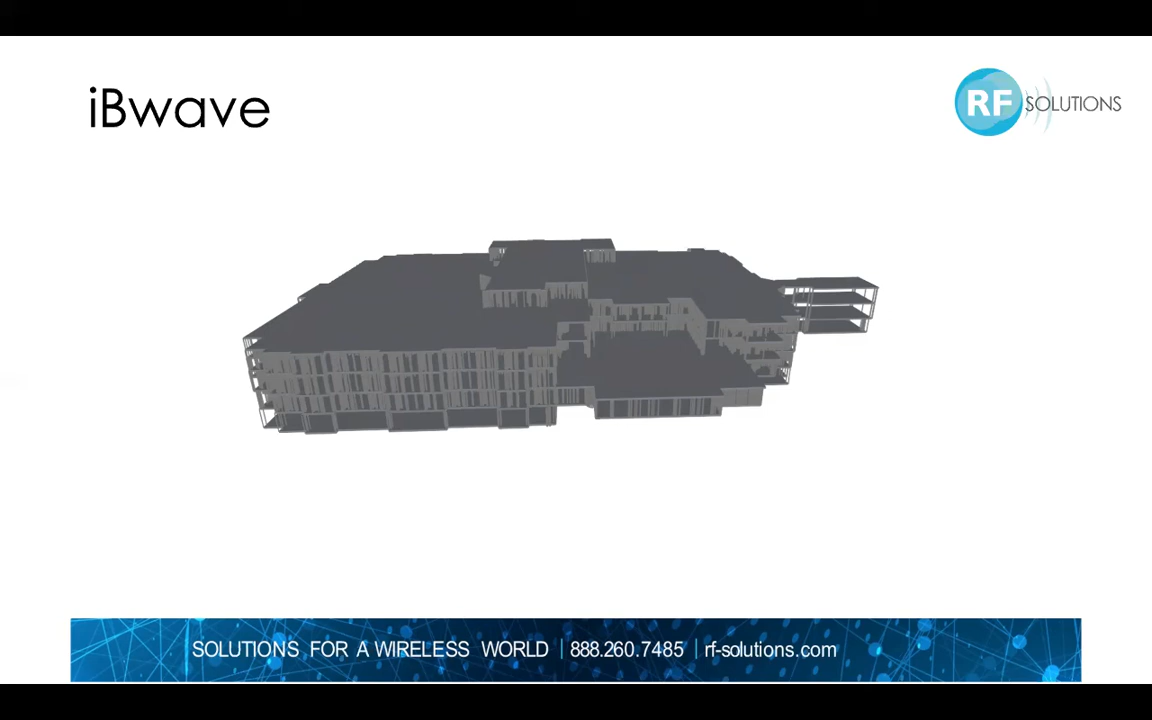 iBwave
RF SOLUTIONS
SOLUTIONS FOR A WIRELESS WORLD | 888.260.7485 | rf-solutions.com